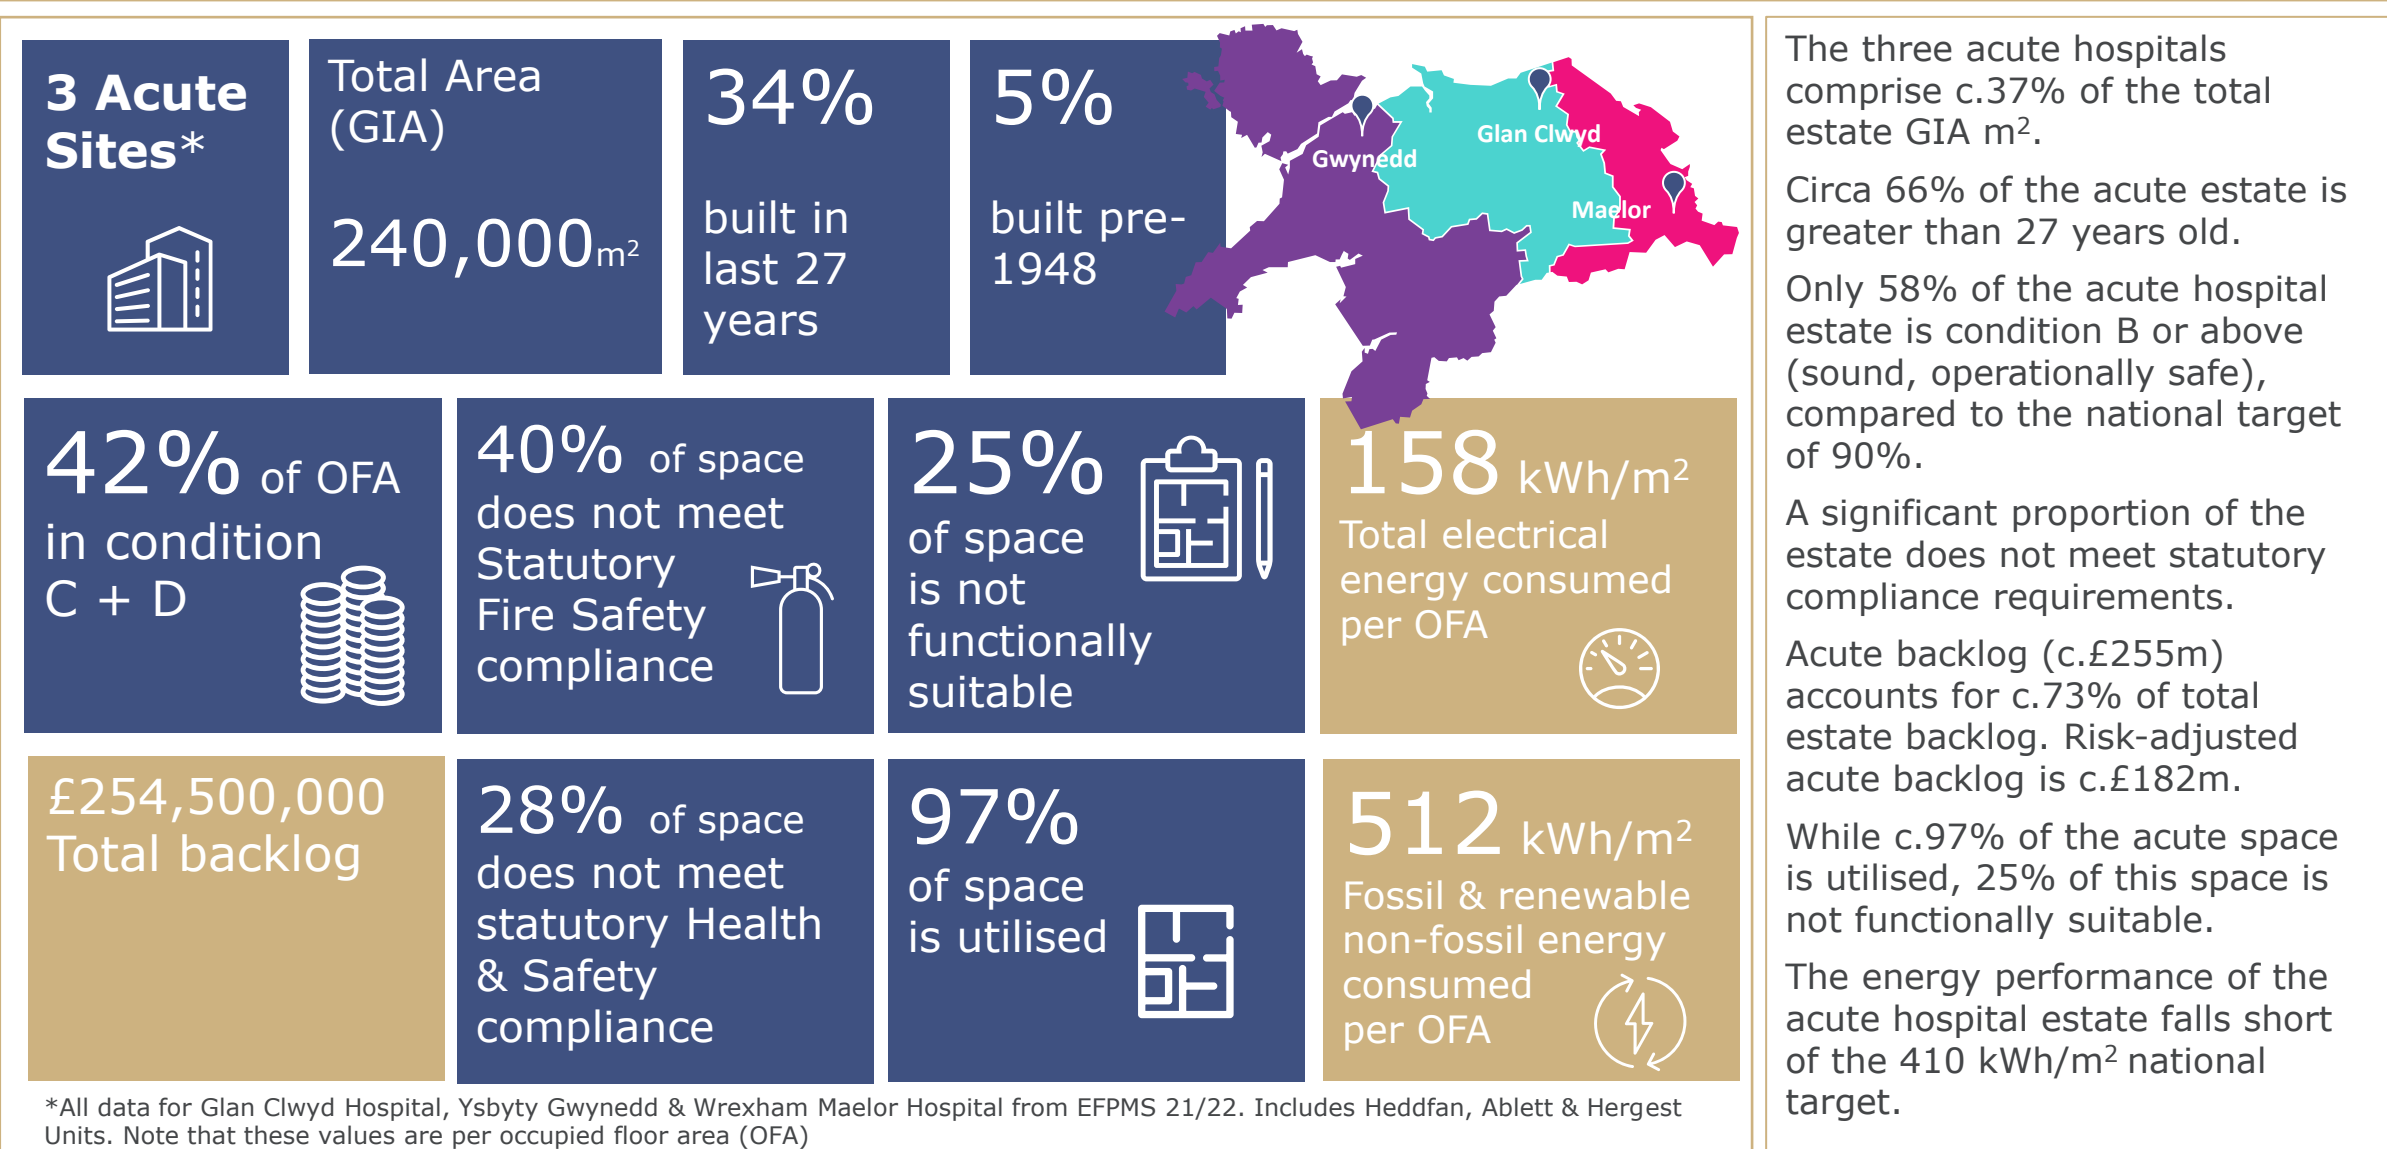 3 Acute
Sites*
Total Area
(GIA)
240,000m²
34%
built in
last 27
years
5%
built pre-
1948
Glan Clwyd
Gwynedd
Maelor
42% of OFA
in condition
C + D
40% of space
does not meet
Statutory
Fire Safety
compliance
25%
of space
is not
functionally
suitable
158 kWh/m²
Total electrical
energy consumed
per OFA
£254,500,000
Total backlog
28% of space
does not meet
statutory Health
& Safety
compliance
97%
of space
is utilised
512 kWh/m²
Fossil & renewable
non-fossil energy
consumed
per OFA
*All data for Glan Clwyd Hospital, Ysbyty Gwynedd & Wrexham Maelor Hospital from EFPMS 21/22. Includes Heddfan, Ablett & Hergest
Units. Note that these values are per occupied floor area (OFA)
The three acute hospitals
comprise c.37% of the total
estate GIA m².
Circa 66% of the acute estate is
greater than 27 years old.
Only 58% of the acute hospital
estate is condition B or above
(sound, operationally safe),
compared to the national target
of 90%.
A significant proportion of the
estate does not meet statutory
compliance requirements.
Acute backlog (c.£255m)
accounts for c.73% of total
estate backlog. Risk-adjusted
acute backlog is c.£182m.
While c.97% of the acute space
is utilised, 25% of this space is
not functionally suitable.
The energy performance of the
acute hospital estate falls short
of the 410 kWh/m² national
target.